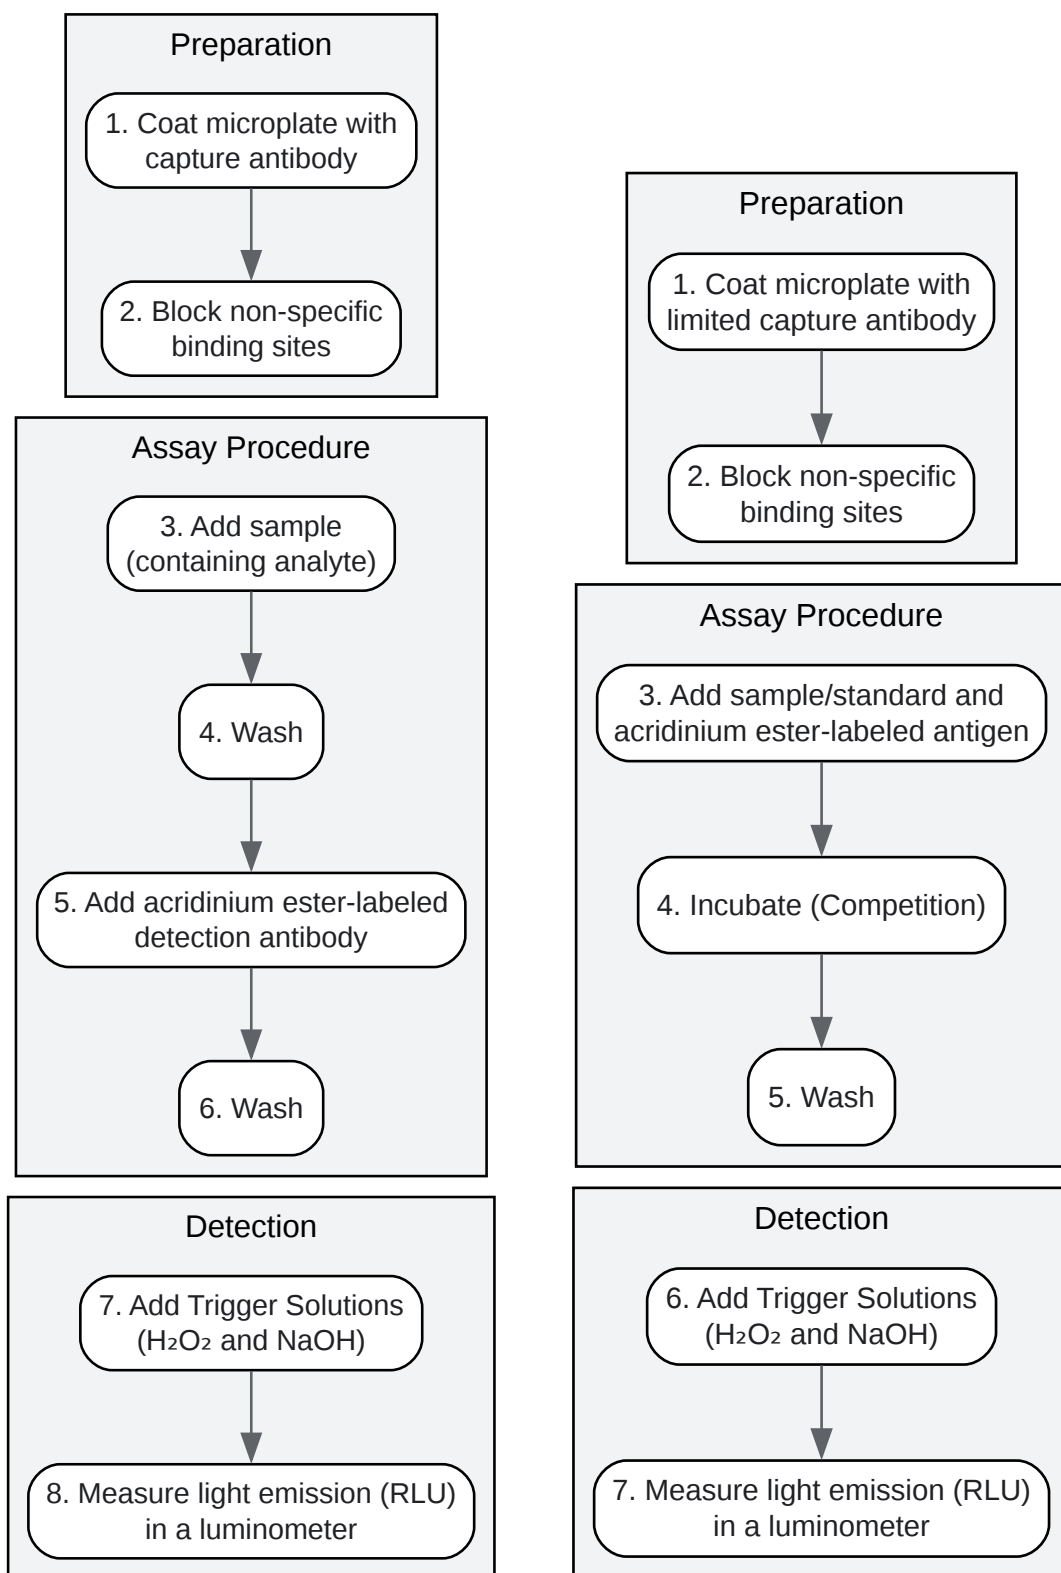 Preparation
1. Coat microplate with
capture antibody
2. Block non-specific
binding sites
Assay Procedure
3. Add sample
(containing analyte)
4. Wash
5. Add acridinium ester-labeled
detection antibody
6. Wash
Detection
7. Add Trigger Solutions
(H₂O₂ and NaOH)
8. Measure light emission (RLU)
in a luminometer
Preparation
1. Coat microplate with
limited capture antibody
2. Block non-specific
binding sites
Assay Procedure
3. Add sample/standard and
acridinium ester-labeled antigen
4. Incubate (Competition)
5. Wash
Detection
6. Add Trigger Solutions
(H₂O₂ and NaOH)
7. Measure light emission (RLU)
in a luminometer